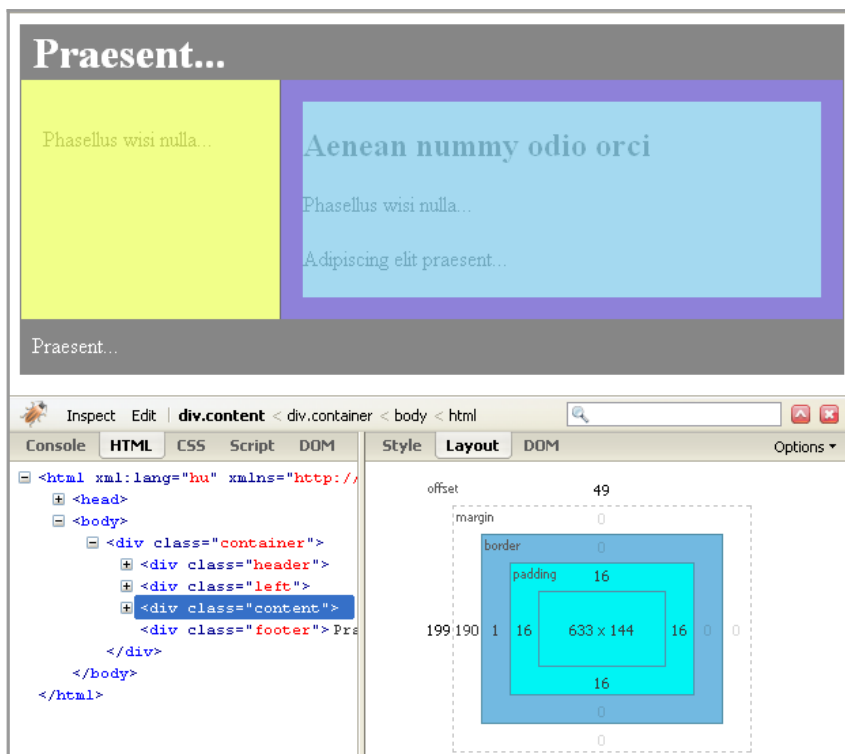 Praesent...
Phasellus wisi nulla...
Aenean nummy odio orci
Phasellus wisi nulla...
Adipiscing elit praesent...
Praesent...
Inspect Edit | div.content < div.container < body < html
Console HTML CSS Script DOM
Style Layout DOM Options
<html xml:lang="hu" xmlns="http://
<head>
<body>
<div class="container">
<div class="header">
<div class="left">
<div class="content">
<div class="footer"> Pra
</div>
</body>
</html>
offset 49
margin 0
border 0
padding 16
199 190 1 16 633 x 144 16 0 0
16
0
0